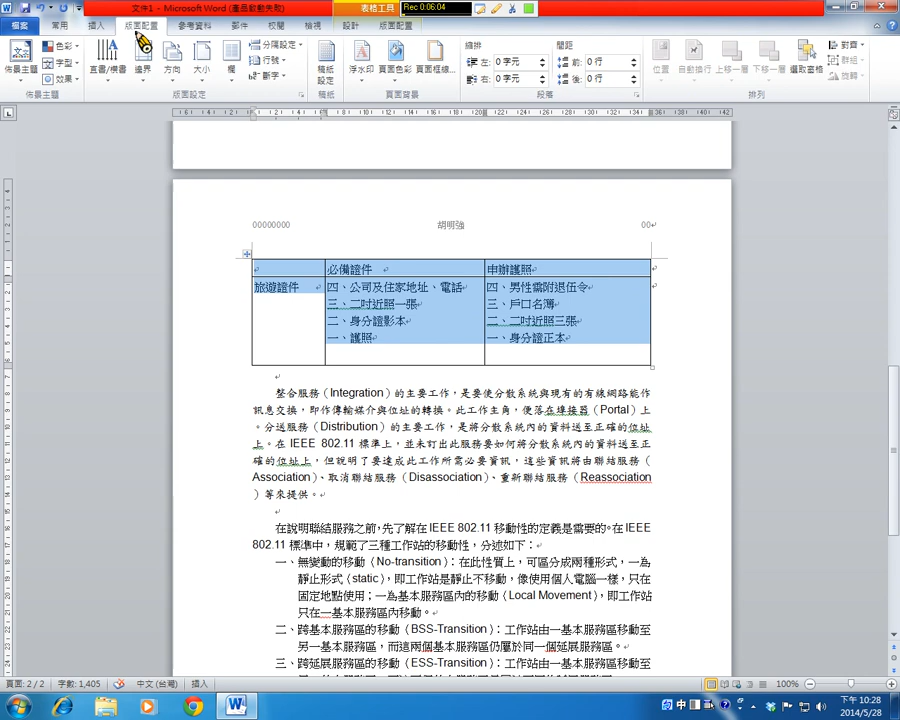 文件1 - Microsoft Word (產品啟動失敗)
表格工具
Rec 0:06:04
檔案 常用 插入 版面配置 參考資料 郵件 校閱 檢視 設計 版面配置
佈景主題
色彩
字型
效果
佈景主題
直書/橫書
邊界
方向
大小
欄
分隔設定
行號
斷字
版面設定
稿紙設定
稿紙
浮水印
頁面色彩
頁面框線...
頁面背景
縮排
左: 0 字元
右: 0 字元
間距
前: 0 行
後: 0 行
段落
位置
自動換行
上移一層
下移一層
選取窗格
對齊
群組
旋轉
排列
00000000 胡明強 00
必備證件 申辦護照
旅遊證件 四、公司及住家地址、電話 四、男性需附退伍令
三、二吋近照一張 三、戶口名簿
二、身分證影本 二、二吋近照三張
一、護照 一、身分證正本
整合服務（Integration）的主要工作，是要使分散系統與現有的有線網路能作
訊息交換，即作傳輸媒介與位址的轉換。此工作主角，便落在埠接器（Portal）上
。分送服務（Distribution）的主要工作，是將分散系統內的資料送至正確的位址
上。在 IEEE 802.11 標準上，並未訂出此服務要如何將分散系統內的資料送至正
確的位址上，但說明了要達成此工作所需必要資訊，這些資訊將由聯結服務（
Association）、取消聯結服務（Disassociation）、重新聯結服務（Reassociation
）等來提供。
在說明聯結服務之前，先了解在 IEEE 802.11 移動性的定義是需要的。在 IEEE
802.11 標準中，規範了三種工作站的移動性，分述如下：
一、無變動的移動（No-transition）：在此性質上，可區分成兩種形式，一為
靜止形式（static），即工作站是靜止不移動，像使用個人電腦一樣，只在
固定地點使用；一為基本服務區內的移動（Local Movement），即工作站
只在一基本服務區內移動。
二、跨基本服務區的移動（BSS-Transition）：工作站由一基本服務區移動至
另一基本服務區，而這兩個基本服務區仍屬於同一個延展服務區。
三、跨延展服務區的移動（ESS-Transition）：工作站由一基本服務區移動至
頁面: 2 / 2 字數: 1,405 中文 (台灣) 插入 100%
中
下午 10:28
2014/5/28